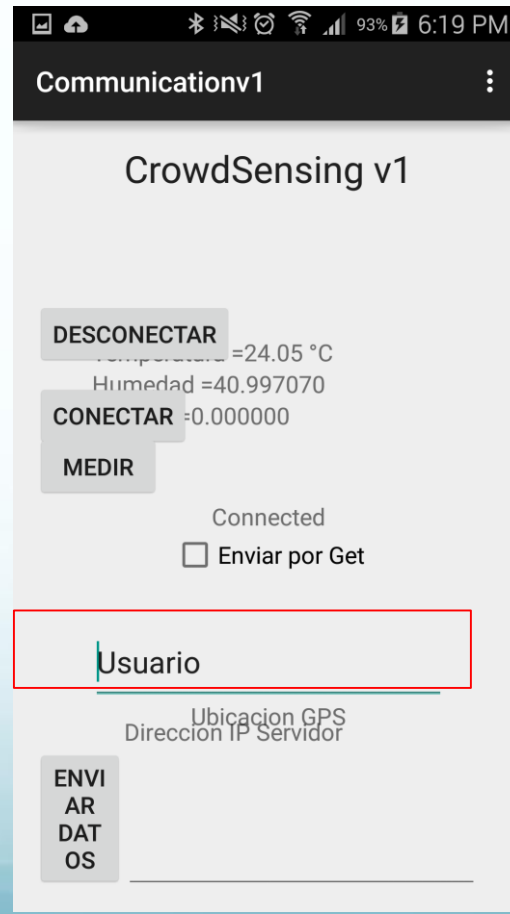 93% 6:19 PM
Communicationv1
CrowdSensing v1
DESCONECTAR
=24.05 °C
Humedad =40.997070
CONECTAR =0.000000
MEDIR
Connected
Enviar por Get
Usuario
Ubicacion GPS
Direccion IP Servidor
ENVI
AR
DAT
OS